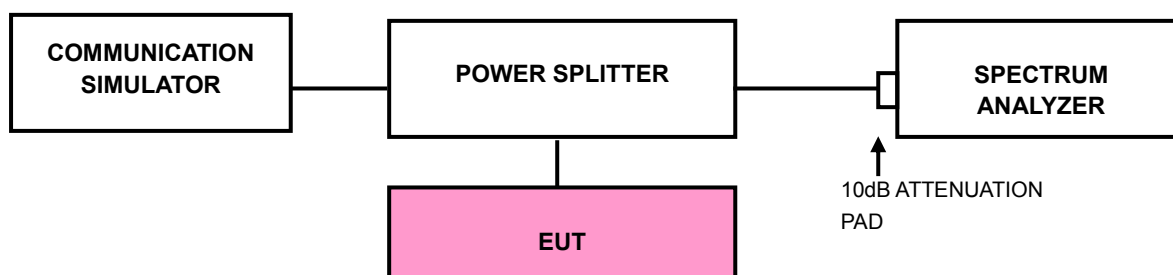 COMMUNICATION
SIMULATOR
POWER SPLITTER
SPECTRUM
ANALYZER
10dB ATTENUATION
PAD
EUT